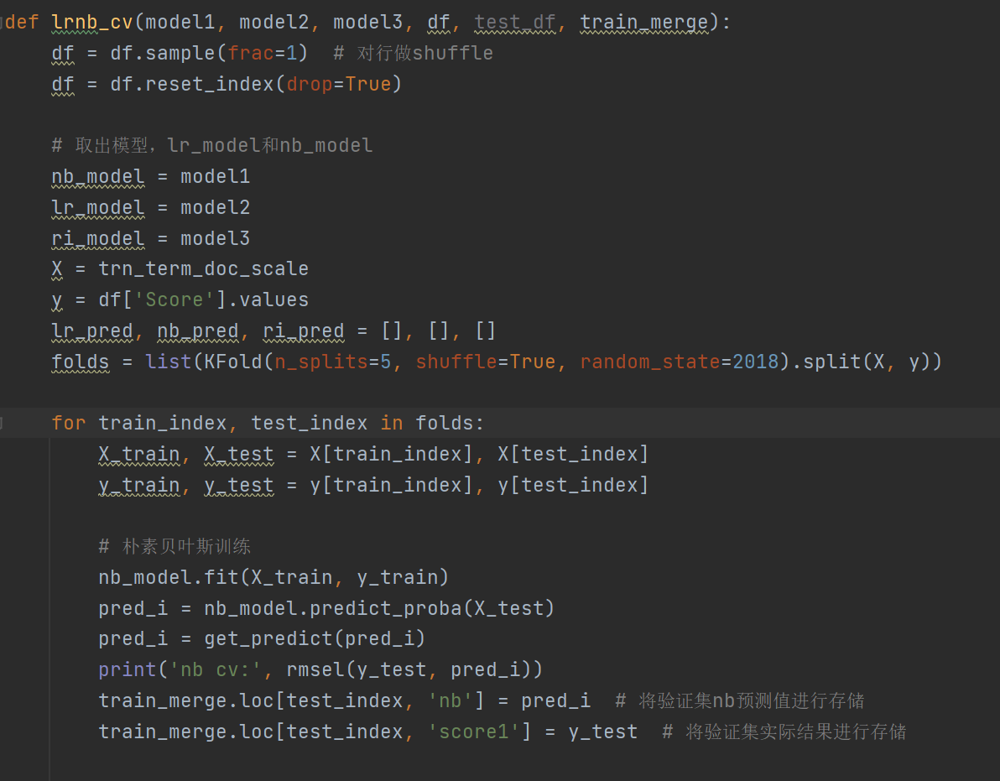 def lrnb_cv(model1, model2, model3, df, test_df, train_merge):
    df = df.sample(frac=1)  # 对行做shuffle
    df = df.reset_index(drop=True)

    # 取出模型，lr_model和nb_model
    nb_model = model1
    lr_model = model2
    ri_model = model3
    X = trn_term_doc_scale
    y = df['Score'].values
    lr_pred, nb_pred, ri_pred = [], [], []
    folds = list(KFold(n_splits=5, shuffle=True, random_state=2018).split(X, y))

    for train_index, test_index in folds:
        X_train, X_test = X[train_index], X[test_index]
        y_train, y_test = y[train_index], y[test_index]

        # 朴素贝叶斯训练
        nb_model.fit(X_train, y_train)
        pred_i = nb_model.predict_proba(X_test)
        pred_i = get_predict(pred_i)
        print('nb cv:', rmsel(y_test, pred_i))
        train_merge.loc[test_index, 'nb'] = pred_i  # 将验证集nb预测值进行存储
        train_merge.loc[test_index, 'score1'] = y_test  # 将验证集实际结果进行存储